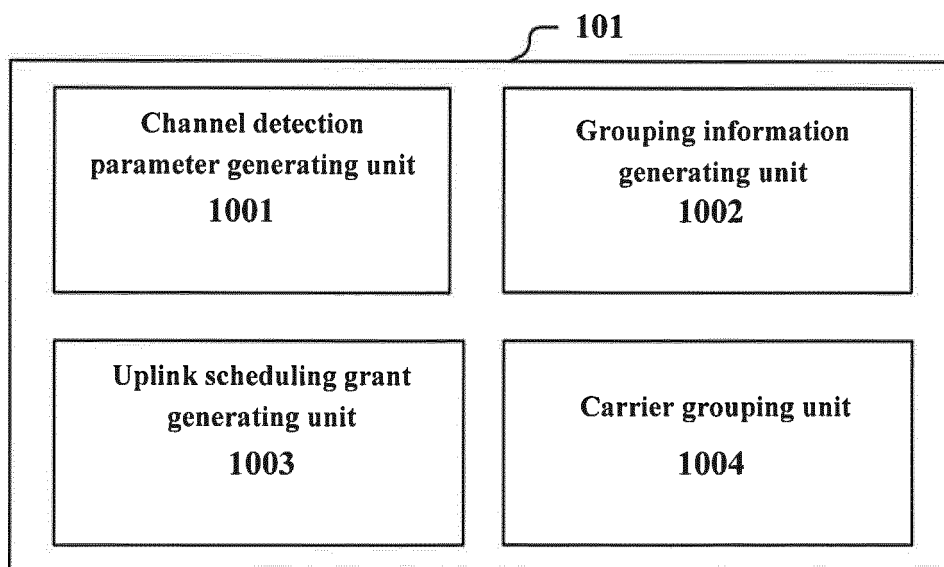 101
Channel detection
parameter generating unit
1001
Grouping information
generating unit
1002
Uplink scheduling grant
generating unit
1003
Carrier grouping unit
1004